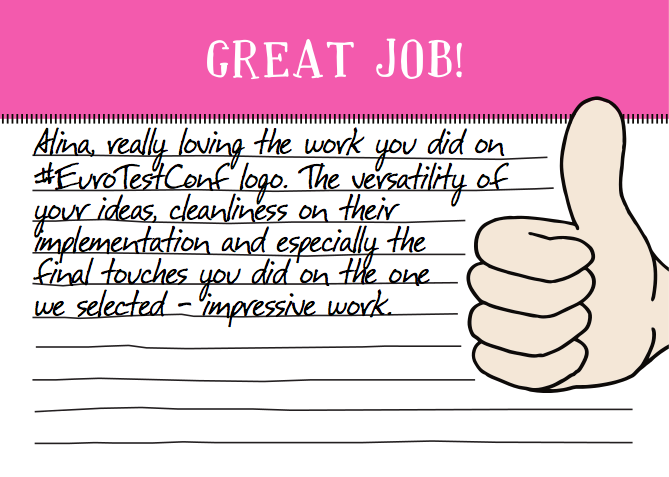 GREAT JOB!
Alina, really loving the work you did on
#EuroTestConf logo. The versatility of
your ideas, cleanliness on their
implementation and especially the
final touches you did on the one
we selected - impressive work.